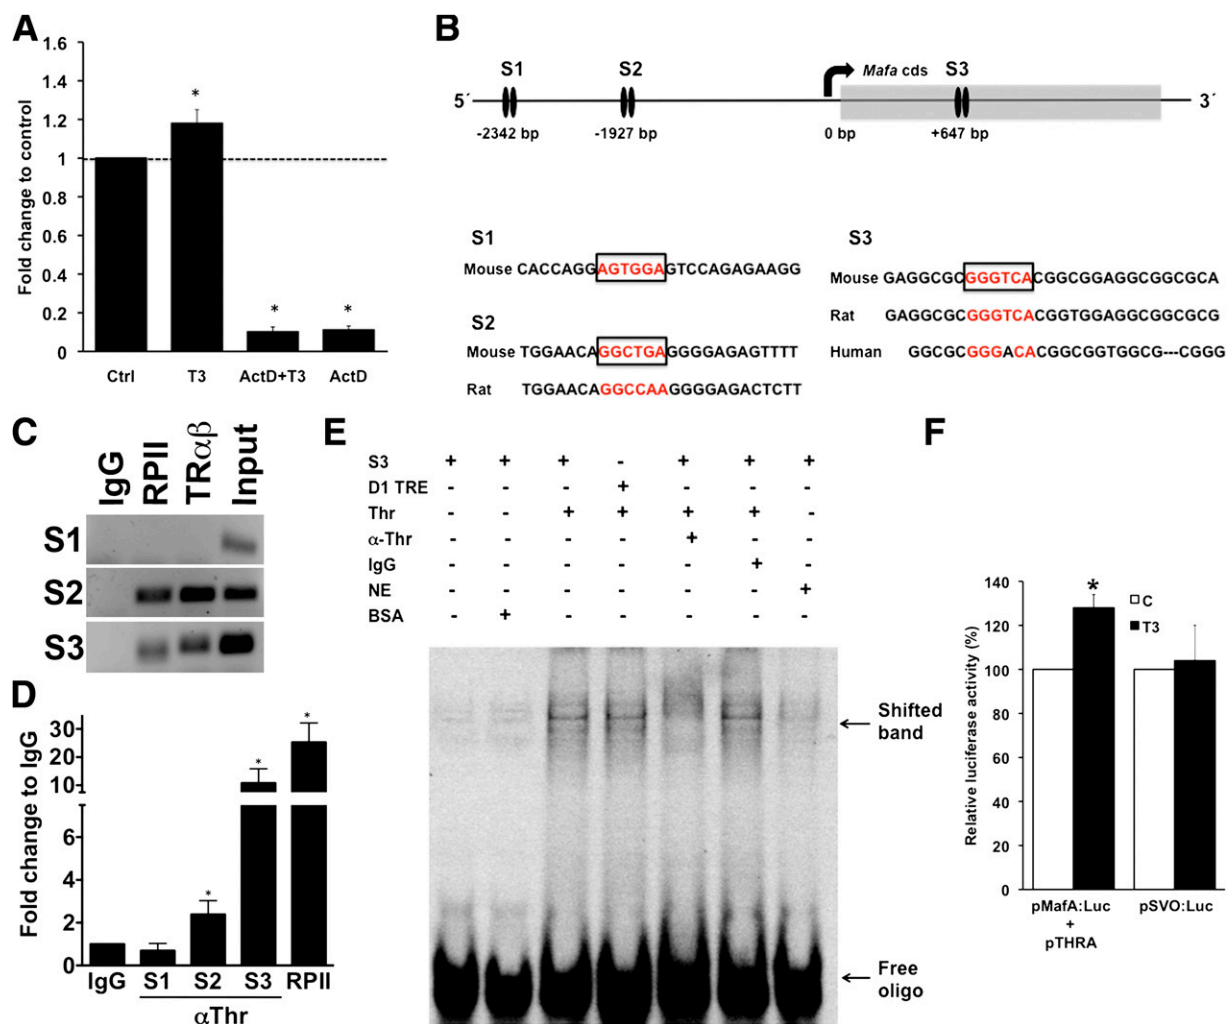 A
1.6
1.4
1.2
1
0.8
0.6
0.4
0.2
0
Fold change to control
*
*
*
Ctrl T3 ActD+T3 ActD
B
S1 S2 Mafa cds S3
5´ 3´
-2342 bp -1927 bp 0 bp +647 bp
S1
Mouse CACCAGGAGTGGAGTCCAGAGAAGG
S2
Mouse TGGAACAGGCTGAGGGGAGAGTTTT
Rat TGGAACAGGCCAAGGGGAGACTCTT
S3
Mouse GAGGCGCGGGTCACGGCGGAGGCGGCGCA
Rat GAGGCGCGGGTCACGGTGGAGGCGGCGCG
Human GGCGCGGGACACGGCGGTGGCG---CGGG
C
IgG RPII TRαβ Input
S1
S2
S3
D
30
20
10
6
4
2
0
Fold change to IgG
*
*
*
IgG S1 S2 S3 RPII
αThr
E
S3 + + + - + + +
D1 TRE - - - + - - -
Thr - - + + + + -
α-Thr - - - - + - -
IgG - - - - - + -
NE - - - - - - +
BSA - + - - - - -
Shifted
band
Free
oligo
F
140
120
100
80
60
40
20
0
Relative luciferase activity (%)
*
C
T3
pMafA:Luc
+
pTHRA
pSVO:Luc